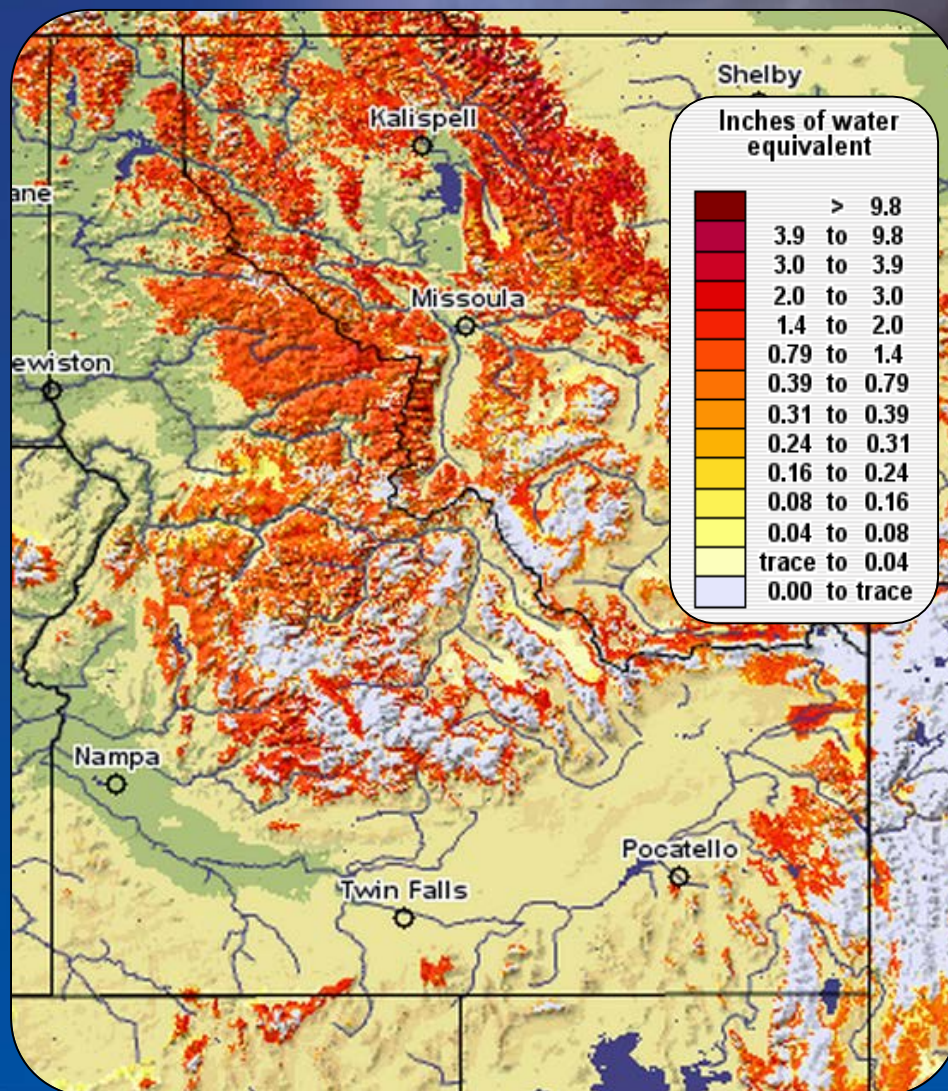 Shelby
Kalispell
Inches of water
equivalent
> 9.8
3.9 to 9.8
3.0 to 3.9
2.0 to 3.0
1.4 to 2.0
0.79 to 1.4
0.39 to 0.79
0.31 to 0.39
0.24 to 0.31
0.16 to 0.24
0.08 to 0.16
0.04 to 0.08
trace to 0.04
0.00 to trace
ane
Missoula
ewiston
Nampa
Pocatello
Twin Falls